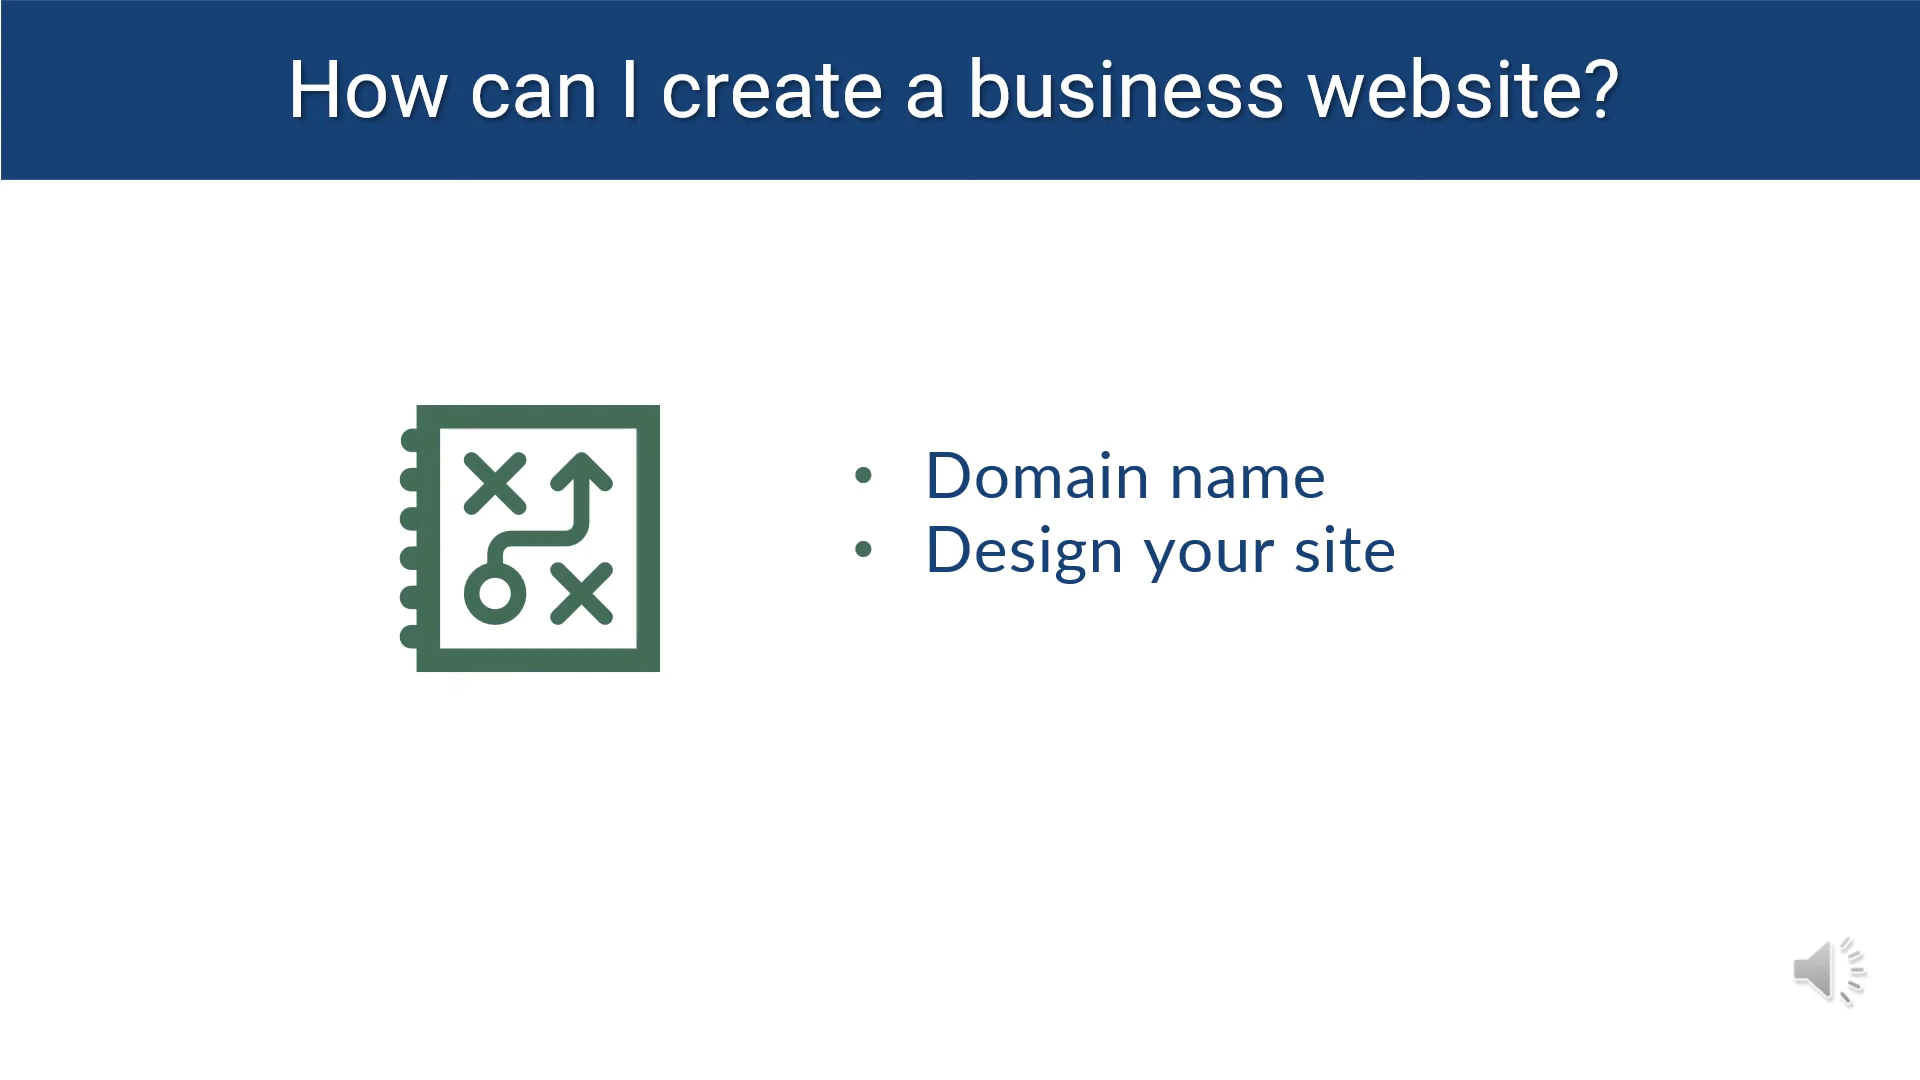 How can I create a business website?
• Domain name
• Design your site